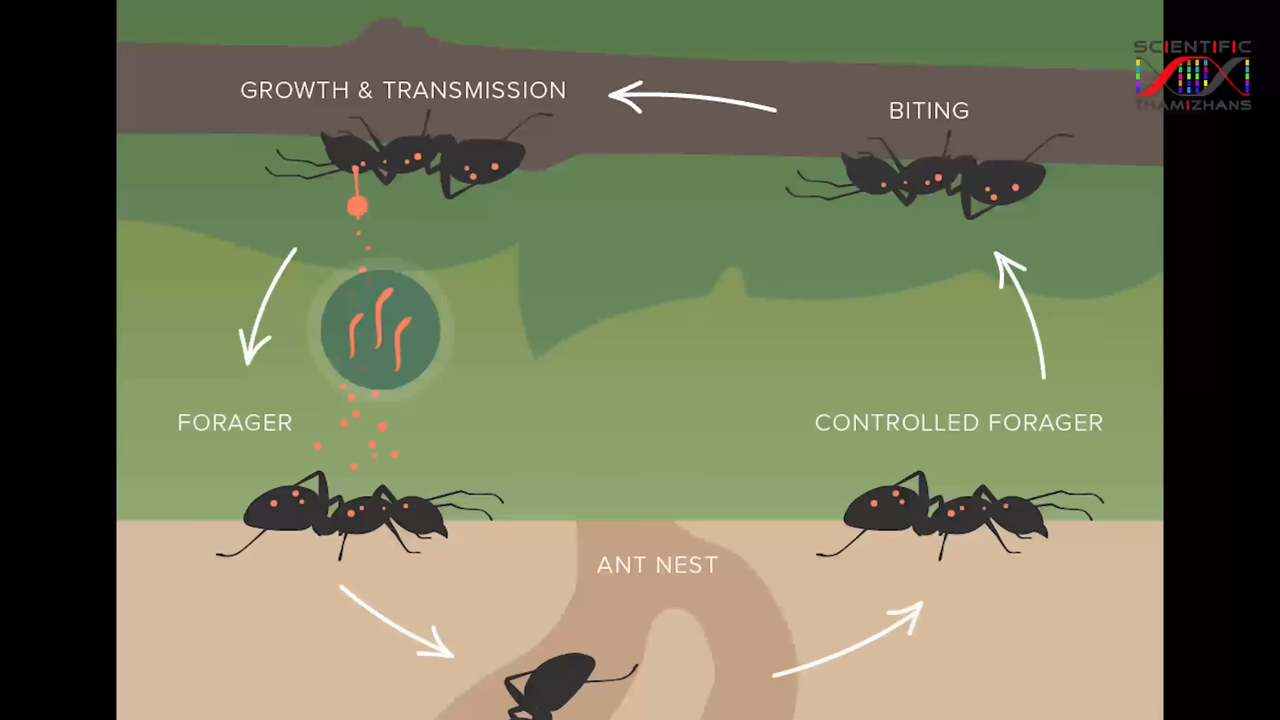 SCIENTIFIC
THAMIZHANS
GROWTH & TRANSMISSION
BITING
FORAGER
CONTROLLED FORAGER
ANT NEST